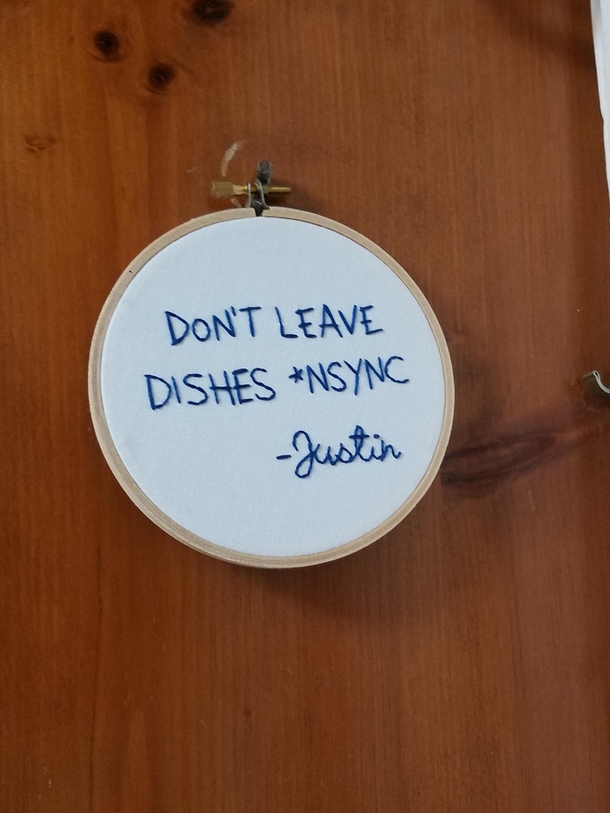 DON'T LEAVE
DISHES *NSYNC
-Justin